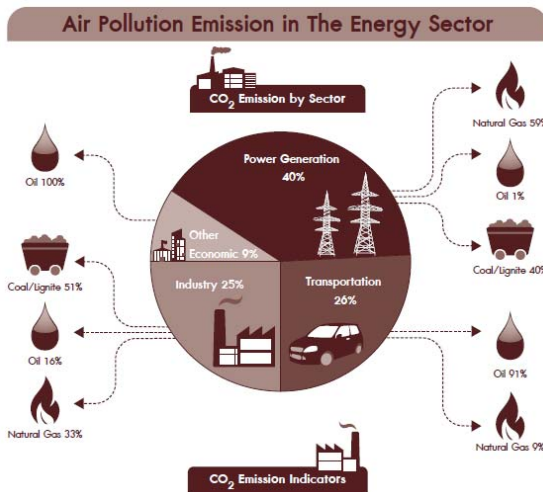 Air Pollution Emission in The Energy Sector
CO₂ Emission by Sector
Natural Gas 59%
Power Generation
40%
Oil 100%
Oil 1%
Other
Economic 9%
Coal/Lignite 51%
Coal/Lignite 40%
Industry 25%
Transportation
26%
Oil 16%
Oil 91%
Natural Gas 33%
Natural Gas 9%
CO₂ Emission Indicators